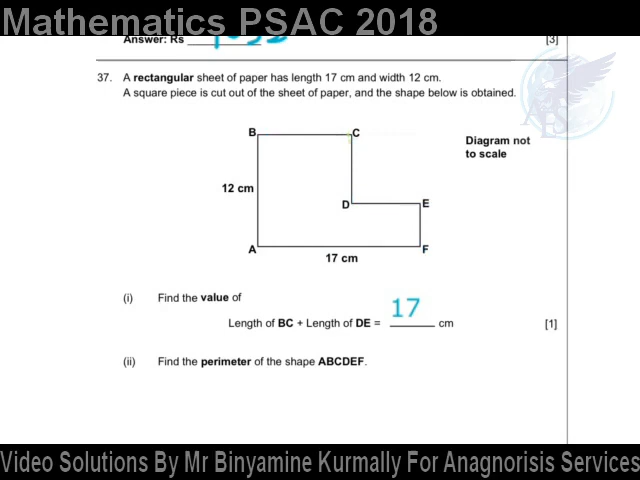 Mathematics PSAC 2018
Answer: Rs
[3]
37. A rectangular sheet of paper has length 17 cm and width 12 cm.
A square piece is cut out of the sheet of paper, and the shape below is obtained.
B
C
Diagram not
to scale
12 cm
D
E
A
F
17 cm
(i) Find the value of
Length of BC + Length of DE = 17 cm
[1]
(ii) Find the perimeter of the shape ABCDEF.
Video Solutions By Mr Binyamine Kurmally For Anagnorisis Services